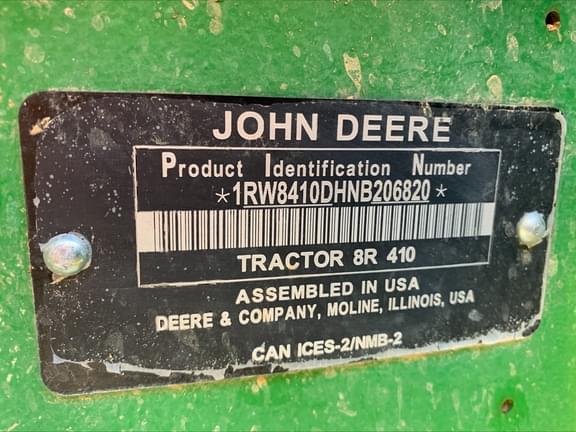 JOHN DEERE
Product Identification Number
*1RW8410DHNB206820*
TRACTOR 8R 410
ASSEMBLED IN USA
DEERE & COMPANY, MOLINE, ILLINOIS, USA
CAN ICES-2/NMB-2